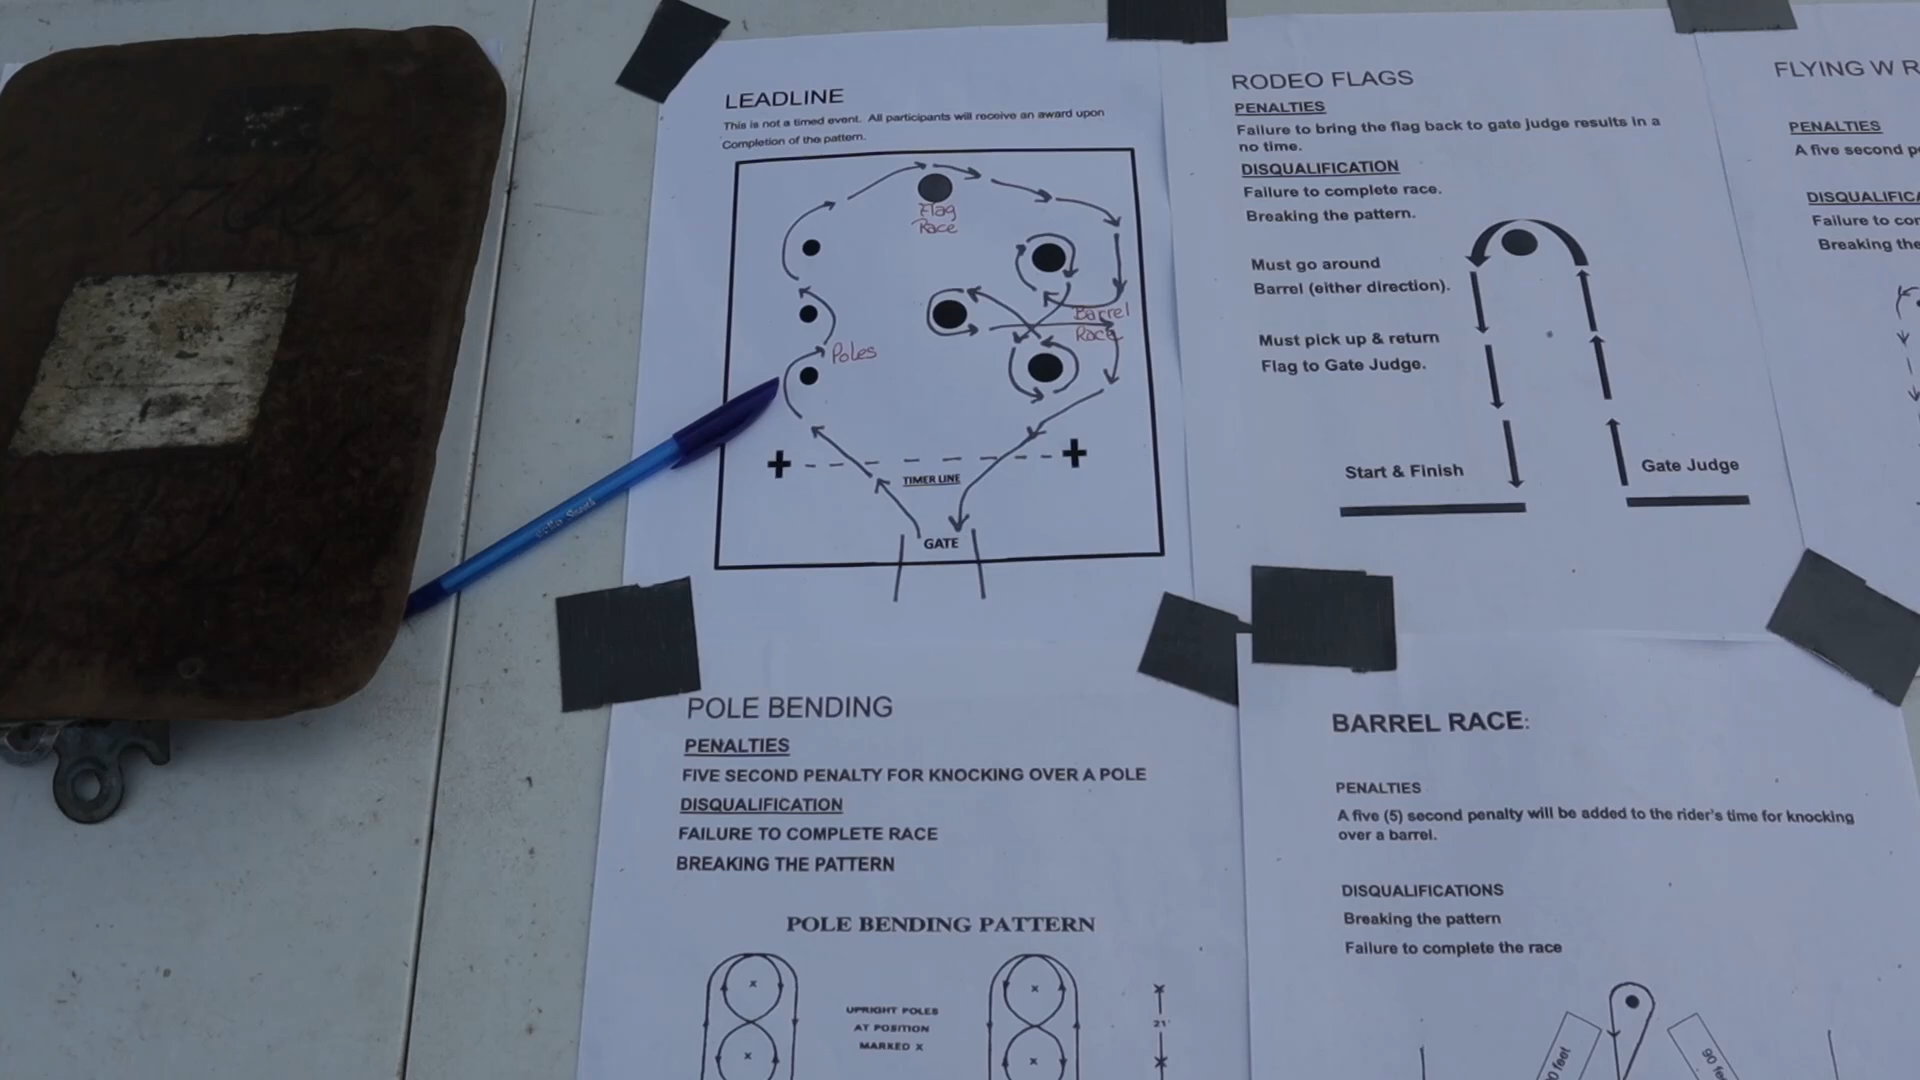 LEADLINE
This is not a timed event. All participants will receive an award upon
Completion of the pattern.
Flag
Race
Barrel
Race
Poles
TIMER LINE
GATE
RODEO FLAGS
PENALTIES
Failure to bring the flag back to gate judge results in a
no time.
DISQUALIFICATION
Failure to complete race.
Breaking the pattern.
Must go around
Barrel (either direction).
Must pick up & return
Flag to Gate Judge.
Start & Finish
Gate Judge
FLYING W R
PENALTIES
A five second p
DISQUALIFICA
Failure to cor
Breaking the
POLE BENDING
PENALTIES
FIVE SECOND PENALTY FOR KNOCKING OVER A POLE
DISQUALIFICATION
FAILURE TO COMPLETE RACE
BREAKING THE PATTERN
POLE BENDING PATTERN
x
x
UPRIGHT POLES
AT POSITION
MARKED X
x
x
21'
BARREL RACE:
PENALTIES
A five (5) second penalty will be added to the rider's time for knocking
over a barrel.
DISQUALIFICATIONS
Breaking the pattern
Failure to complete the race
0 feet
90 fee